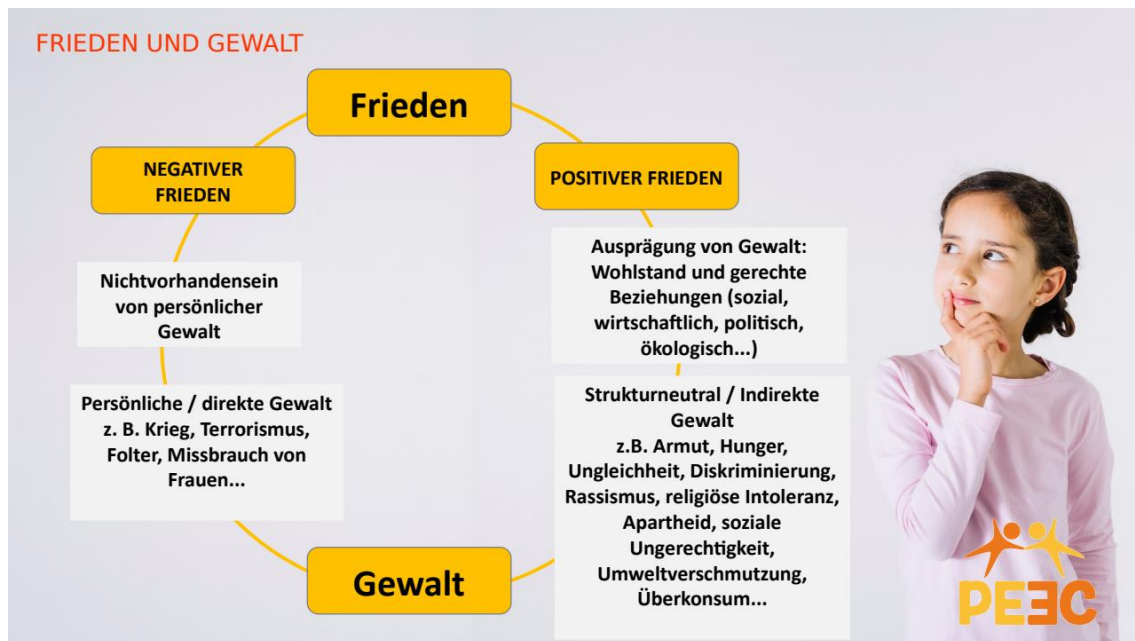 FRIEDEN UND GEWALT
Frieden
NEGATIVER
FRIEDEN
POSITIVER FRIEDEN
Nichtvorhandensein
von persönlicher
Gewalt
Ausprägung von Gewalt:
Wohlstand und gerechte
Beziehungen (sozial,
wirtschaftlich, politisch,
ökologisch...)
Persönliche / direkte Gewalt
z. B. Krieg, Terrorismus,
Folter, Missbrauch von
Frauen...
Strukturneutral / Indirekte
Gewalt
z.B. Armut, Hunger,
Ungleichheit, Diskriminierung,
Rassismus, religiöse Intoleranz,
Apartheid, soziale
Ungerechtigkeit,
Umweltverschmutzung,
Überkonsum...
Gewalt
PEEC